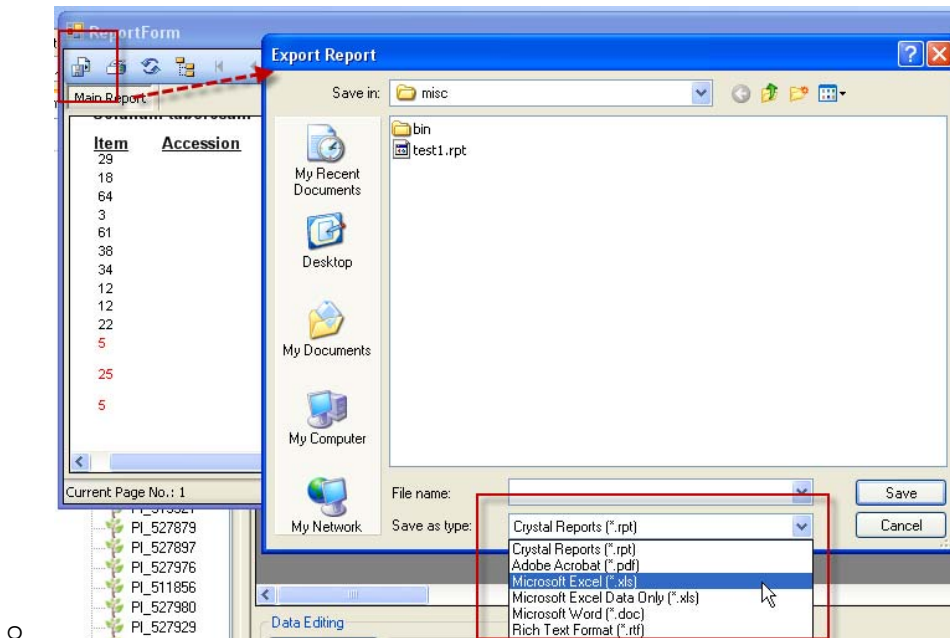 ReportForm
Main Report
Item Accession
29
18
64
3
61
38
34
12
12
22
5
25
5
Current Page No.: 1
Export Report
Save in:
misc
bin
test1.rpt
My Recent
Documents
Desktop
My Documents
My Computer
My Network
File name:
Save
Save as type:
Crystal Reports (*.rpt)
Cancel
Crystal Reports (*.rpt)
Adobe Acrobat (*.pdf)
Microsoft Excel (*.xls)
Microsoft Excel Data Only (*.xls)
Microsoft Word (*.doc)
Rich Text Format (*.rtf)
PI_527879
PI_527897
PI_527976
PI_511856
PI_527980
PI_527929
Data Editing